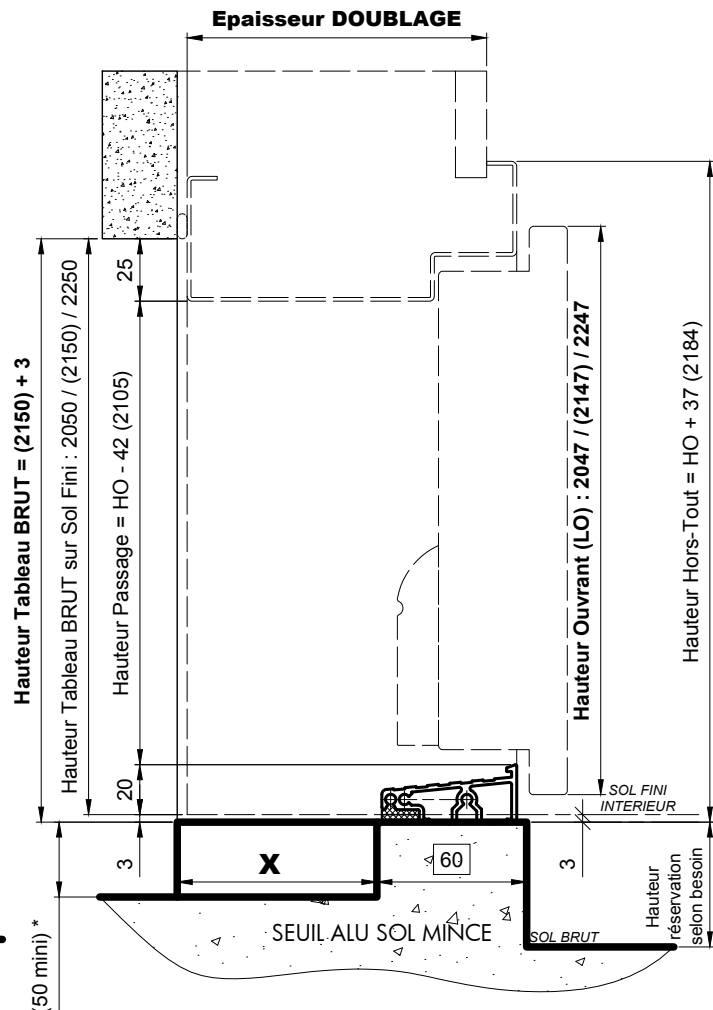 Epaisseur DOUBLAGE
Hauteur Tableau BRUT = (2150) + 3
Hauteur Tableau BRUT sur Sol Fini : 2050 / (2150) / 2250
25
Hauteur Passage = HO - 42 (2105)
20
3
Hauteur Ouvrant (LO) : 2047 / (2147) / 2247
Hauteur Hors-Tout = HO + 37 (2184)
SOL FINI
INTERIEUR
X
60
3
Hauteur
réservation
selon besoin
SEUIL ALU SOL MINCE
SOL BRUT
(50 mini) *